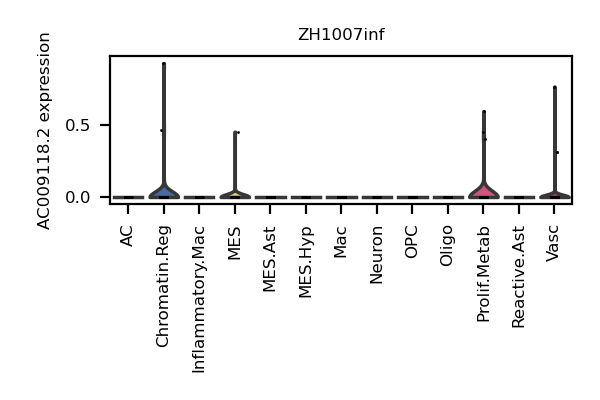 ZH1007inf
AC009118.2 expression
0.5
0.0
AC
Chromatin.Reg
Inflammatory.Mac
MES
MES.Ast
MES.Hyp
Mac
Neuron
OPC
Oligo
Prolif.Metab
Reactive.Ast
Vasc